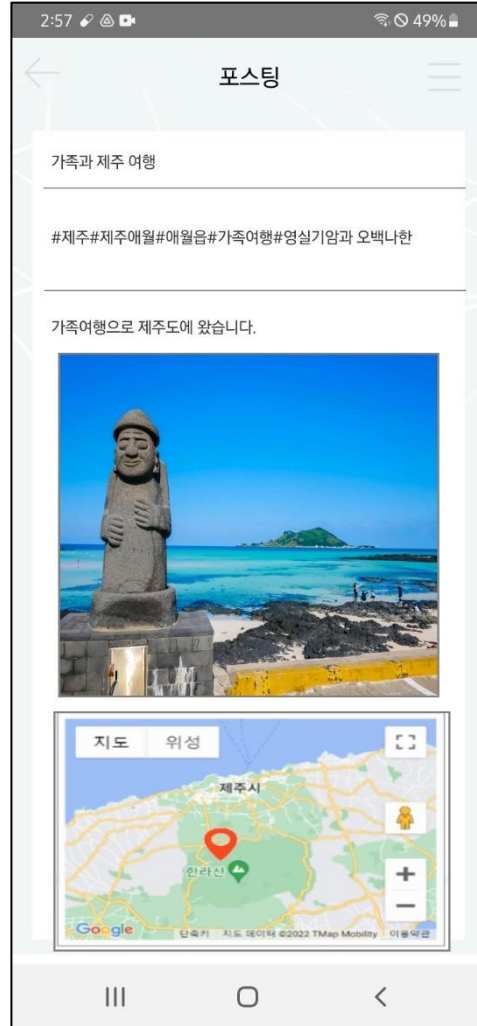 2:57 49%
포스팅
가족과 제주 여행
#제주#제주애월#애월읍#가족여행#영실기암과 오백나한
가족여행으로 제주도에 왔습니다.
지도 위성
제주시
한라산
Google 단축키 지도 데이터 ©2022 TMap Mobility 이용약관